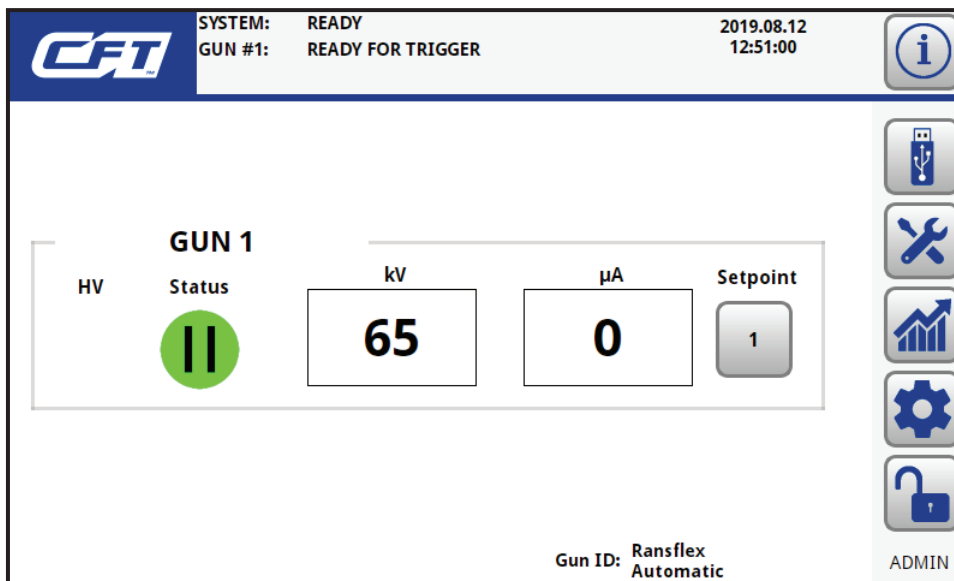 CFT™
SYSTEM: READY
GUN #1: READY FOR TRIGGER
2019.08.12
12:51:00
i
GUN 1
HV Status kV µA Setpoint
65 0 1
Gun ID: Ransflex
Automatic
ADMIN